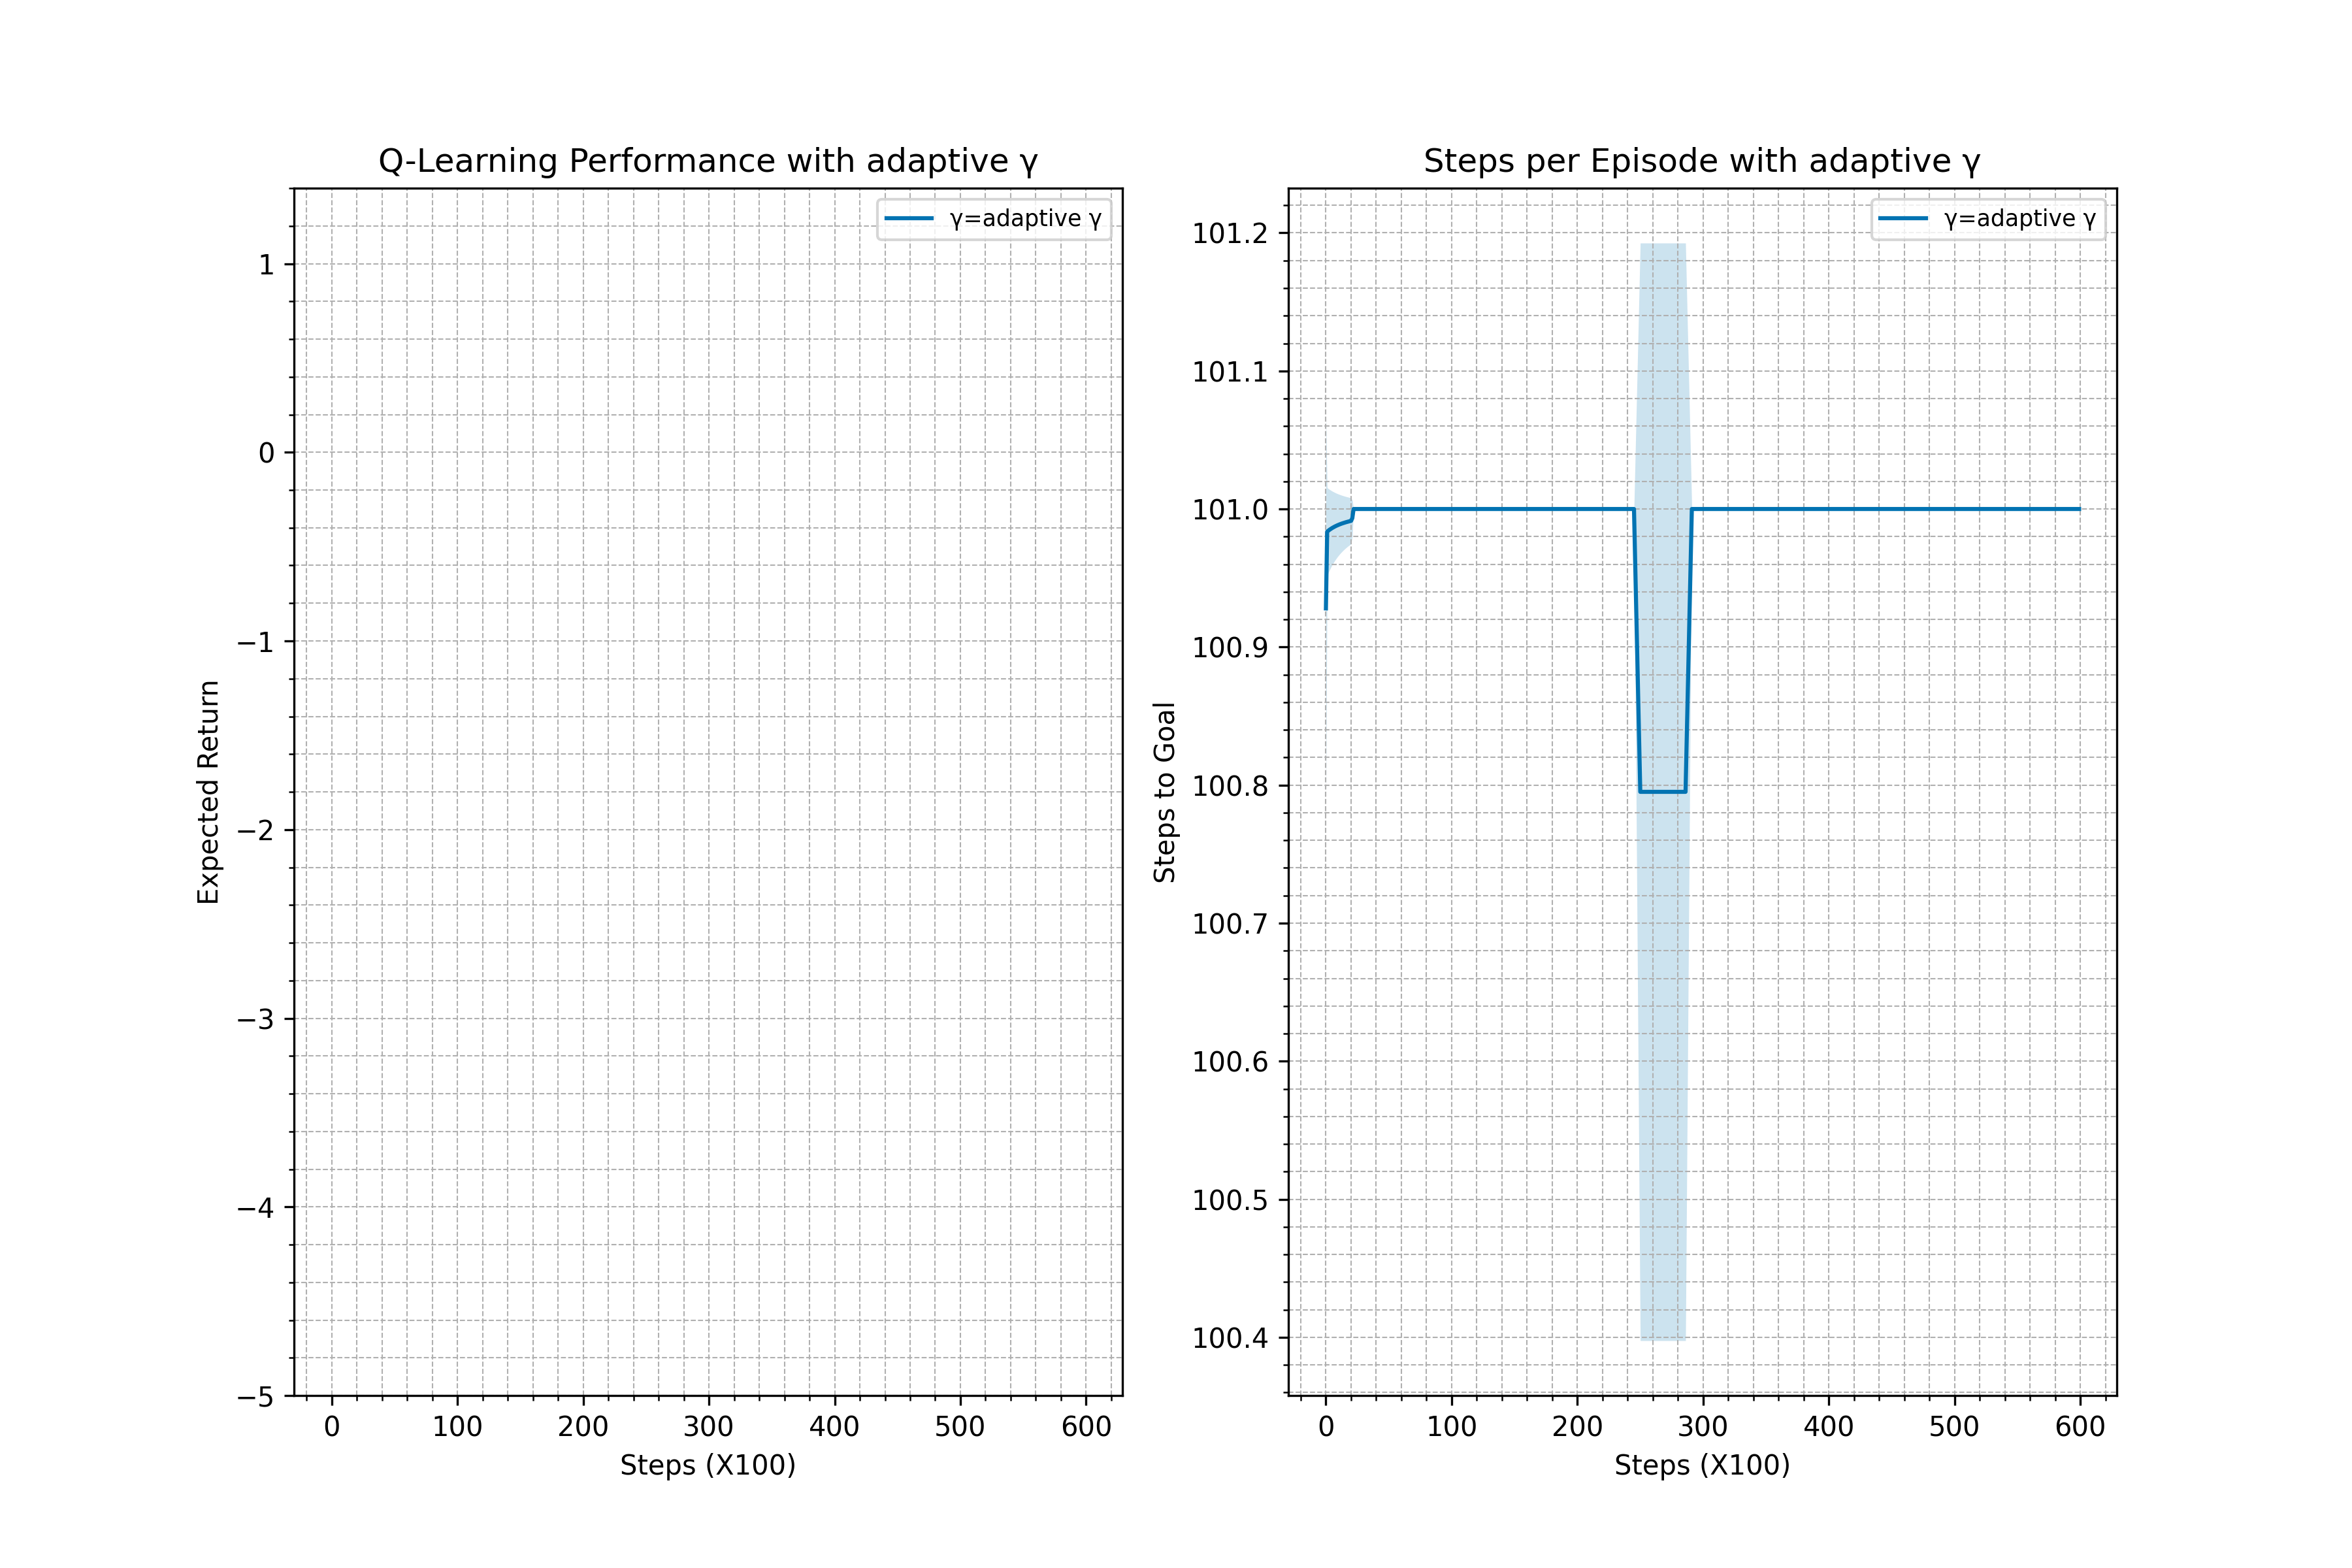 Q-Learning Performance with adaptive γ
γ=adaptive γ
1
0
−1
−2
−3
−4
−5
Expected Return
0 100 200 300 400 500 600
Steps (X100)
Steps per Episode with adaptive γ
γ=adaptive γ
101.2
101.1
101.0
100.9
100.8
100.7
100.6
100.5
100.4
Steps to Goal
0 100 200 300 400 500 600
Steps (X100)